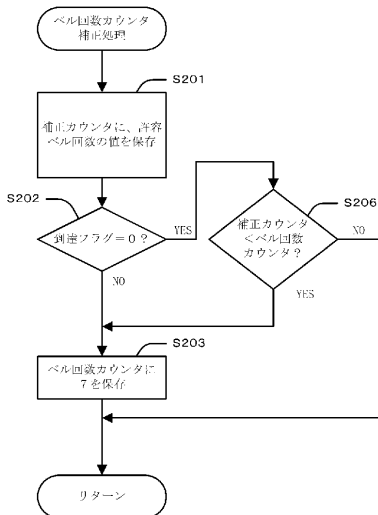 ベル回数カウンタ
補正処理
S201
補正カウンタに、許容
ベル回数の値を保存
S202
到達フラグ＝０？
YES
NO
S206
補正カウンタ
＜ベル回数
カウンタ？
NO
YES
S203
ベル回数カウンタに
７を保存
リターン